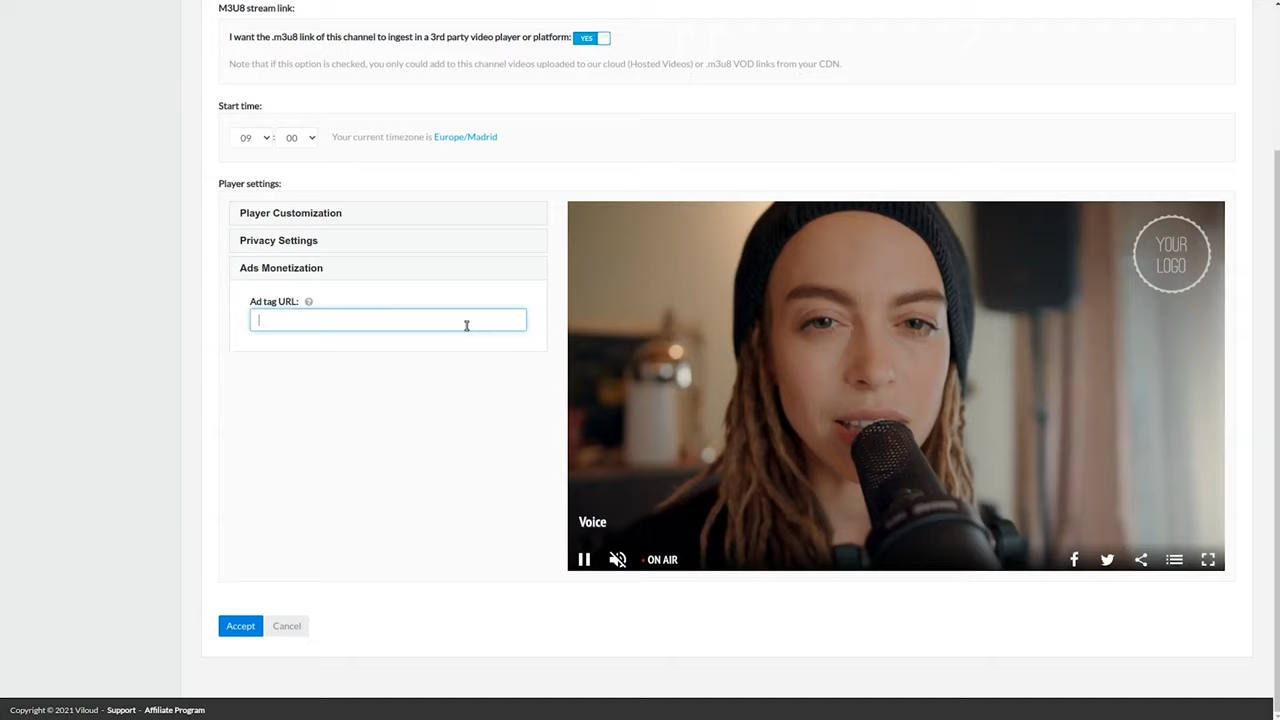 M3U8 stream link:
I want the .m3u8 link of this channel to ingest in a 3rd party video player or platform: YES
Note that if this option is checked, you only could add to this channel videos uploaded to our cloud (Hosted Videos) or .m3u8 VOD links from your CDN.
Start time:
09 : 00 Your current timezone is Europe/Madrid
Player settings:
Player Customization
Privacy Settings
Ads Monetization
Ad tag URL: ?
YOUR
LOGO
Voice
ON AIR
Accept Cancel
Copyright © 2021 Viloud - Support - Affiliate Program